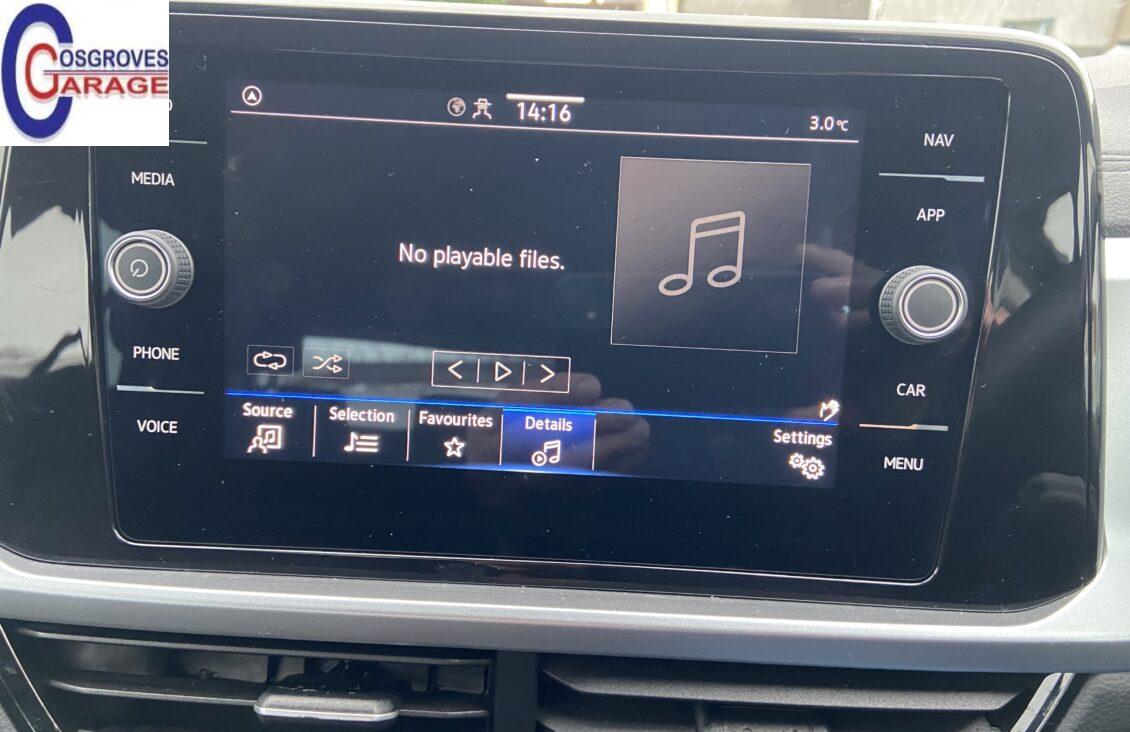 COSGROVES
GARAGE
14:16
3.0°C
MEDIA
PHONE
VOICE
NAV
APP
CAR
MENU
No playable files.
Source
Selection
Favourites
Details
Settings